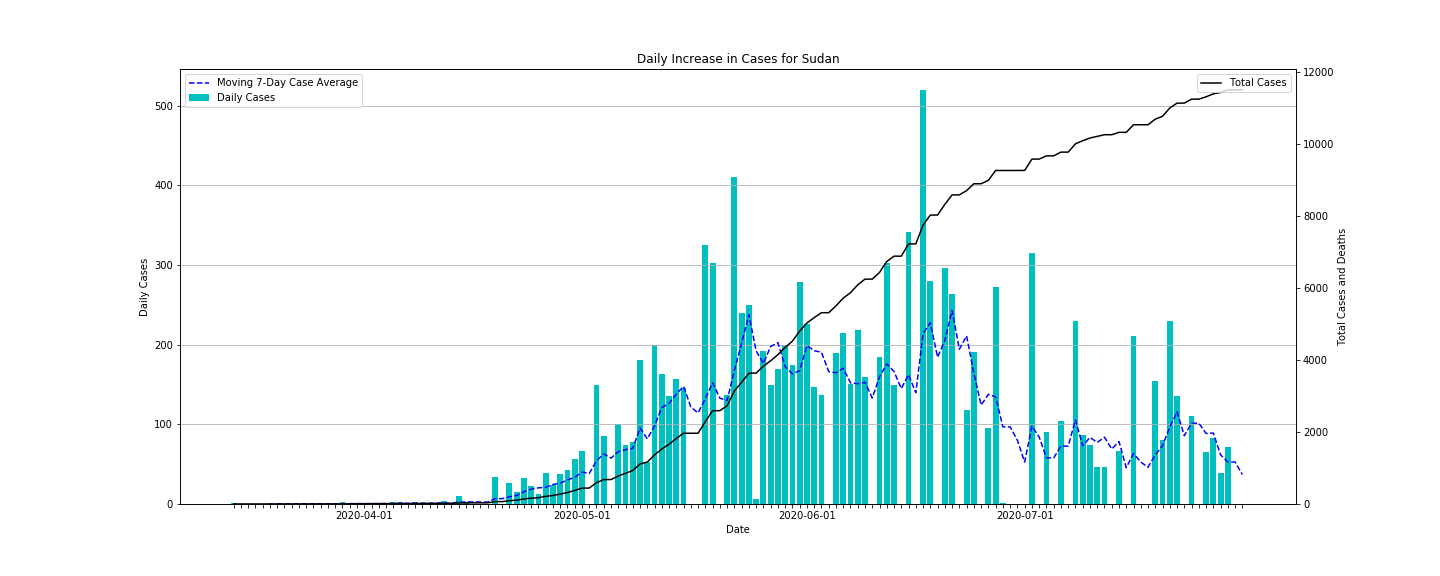 Daily Increase in Cases for Sudan
Moving 7-Day Case Average
Daily Cases
Total Cases
500
400
300
200
100
0
Daily Cases
12000
10000
8000
6000
4000
2000
0
Total Cases and Deaths
2020-04-01
2020-05-01
2020-06-01
2020-07-01
Date